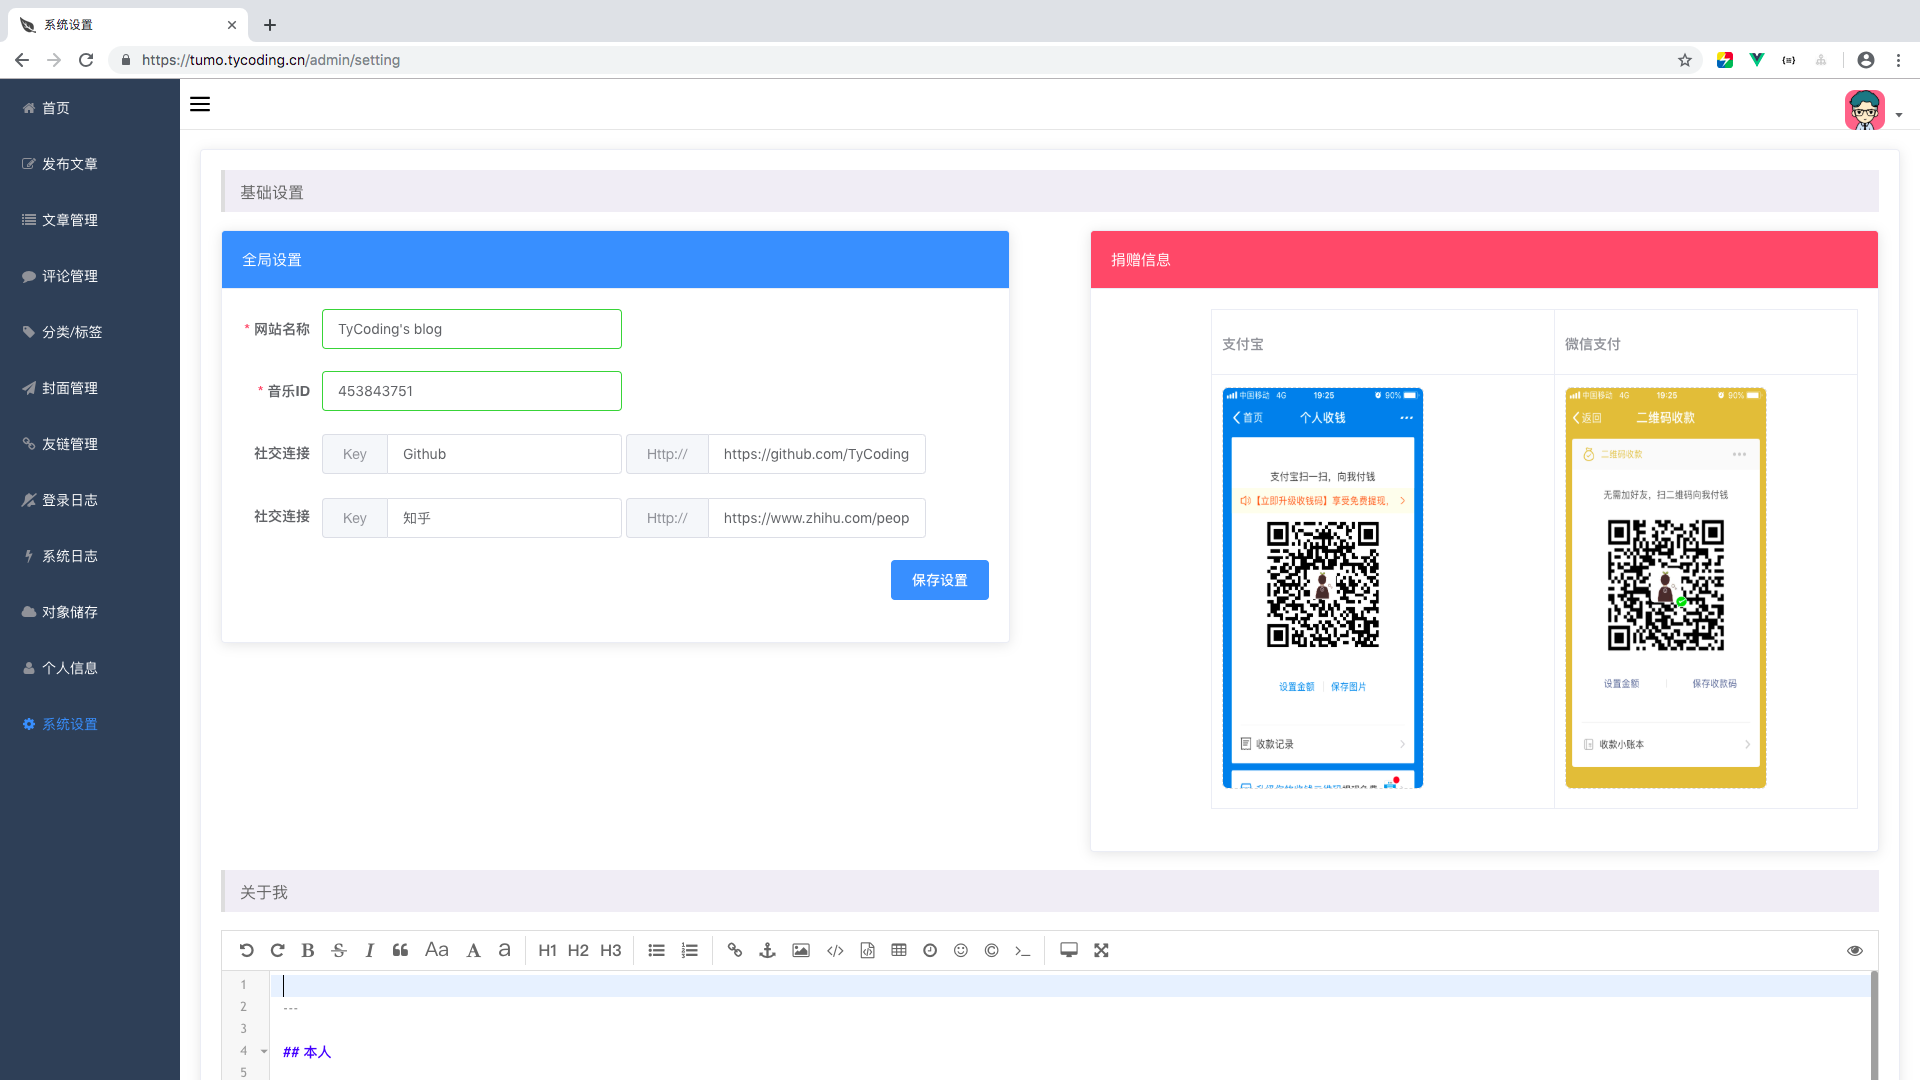 系统设置
https://tumo.tycoding.cn/admin/setting
首页
发布文章
文章管理
评论管理
分类/标签
封面管理
友链管理
登录日志
系统日志
对象储存
个人信息
系统设置
基础设置
全局设置
* 网站名称 TyCoding's blog
* 音乐ID 453843751
社交连接 Key Github Http:// https://github.com/TyCoding
社交连接 Key 知乎 Http:// https://www.zhihu.com/peop
保存设置
捐赠信息
支付宝 微信支付
中国移动 4G 19:25 90%
首页 个人收钱
支付宝扫一扫，向我付钱
【立即升级收钱码】享受免费提现,
设置金额 保存图片
收款记录
中国移动 4G 19:25 90%
返回 二维码收款
二维码收款
无需加好友，扫二维码向我付钱
设置金额 保存收款码
收款小账本
关于我
B S I Aa A a H1 H2 H3
1
2 ---
3
4 ## 本人
5